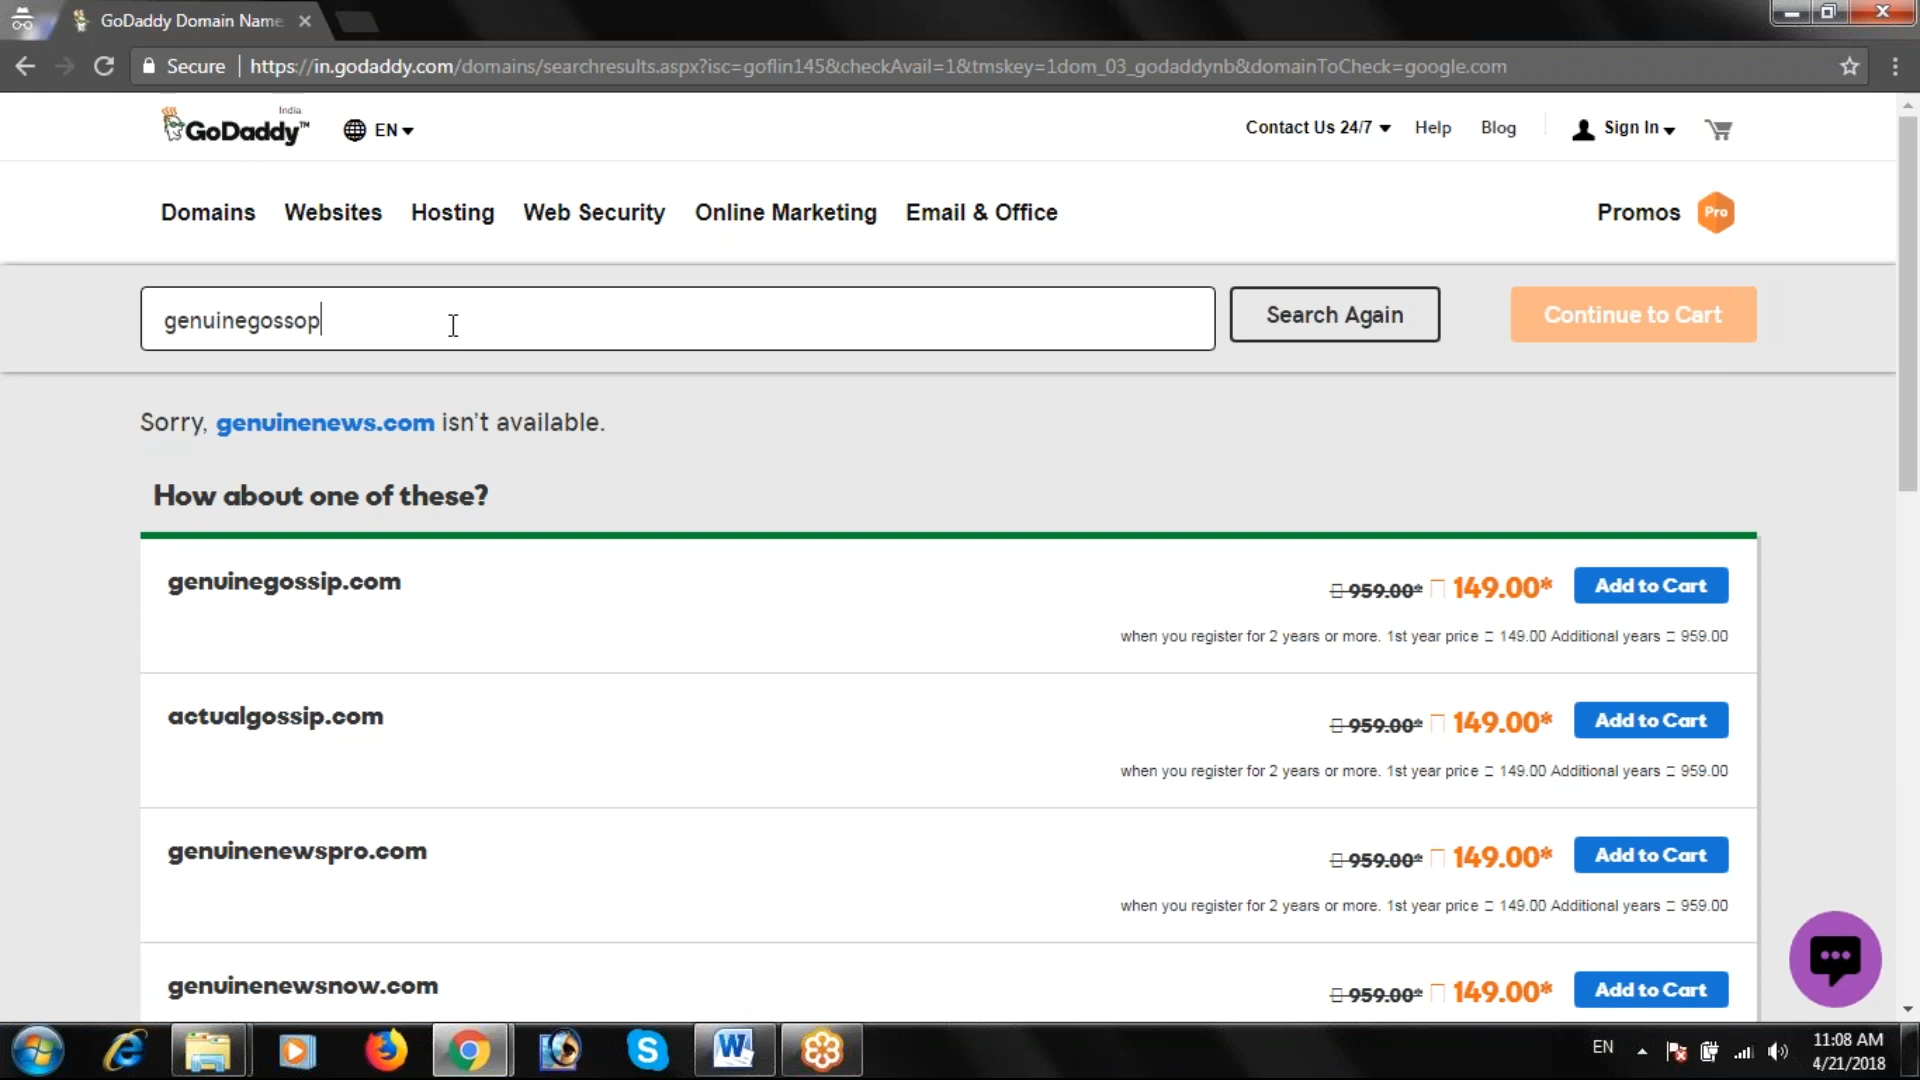 GoDaddy Domain Name
Secure | https://in.godaddy.com/domains/searchresults.aspx?isc=goflin145&checkAvail=1&tmskey=1dom_03_godaddynb&domainToCheck=google.com
India
GoDaddy™ EN Contact Us 24/7 Help Blog Sign In
Domains Websites Hosting Web Security Online Marketing Email & Office Promos Pro
genuinegossop Search Again Continue to Cart
Sorry, genuinenews.com isn't available.
How about one of these?
genuinegossip.com 959.00* 149.00* Add to Cart
when you register for 2 years or more. 1st year price 149.00 Additional years 959.00
actualgossip.com 959.00* 149.00* Add to Cart
when you register for 2 years or more. 1st year price 149.00 Additional years 959.00
genuinenewspro.com 959.00* 149.00* Add to Cart
when you register for 2 years or more. 1st year price 149.00 Additional years 959.00
genuinenewsnow.com 959.00* 149.00* Add to Cart
EN 11:08 AM
4/21/2018